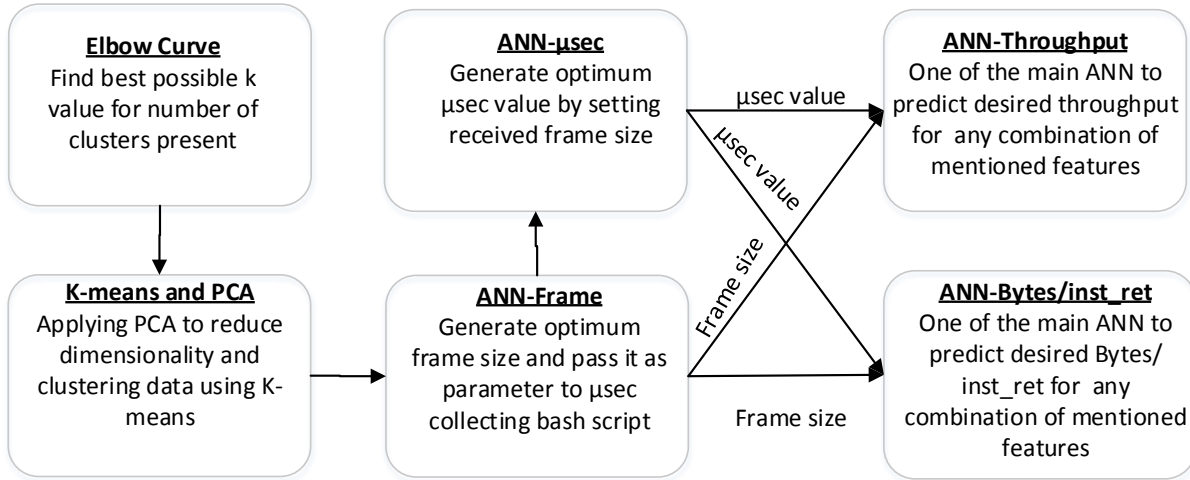 Elbow Curve
Find best possible k
value for number of
clusters present
K-means and PCA
Applying PCA to reduce
dimensionality and
clustering data using K-
means
ANN-µsec
Generate optimum
µsec value by setting
received frame size
ANN-Frame
Generate optimum
frame size and pass it as
parameter to µsec
collecting bash script
µsec value
µsec value
Frame size
Frame size
ANN-Throughput
One of the main ANN to
predict desired throughput
for any combination of
mentioned features
ANN-Bytes/inst_ret
One of the main ANN to
predict desired Bytes/
inst_ret for any
combination of mentioned
features